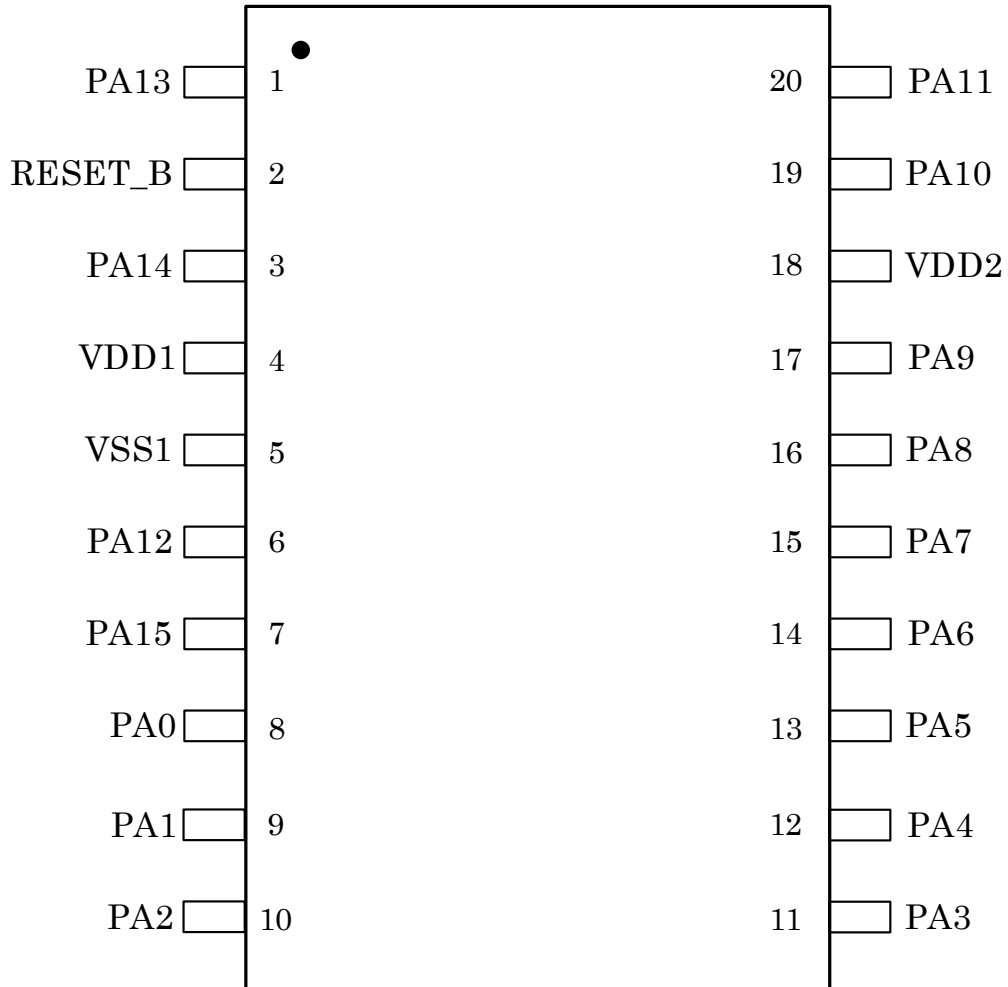 PA13 1 20 PA11
RESET_B 2 19 PA10
PA14 3 18 VDD2
VDD1 4 17 PA9
VSS1 5 16 PA8
PA12 6 15 PA7
PA15 7 14 PA6
PA0 8 13 PA5
PA1 9 12 PA4
PA2 10 11 PA3